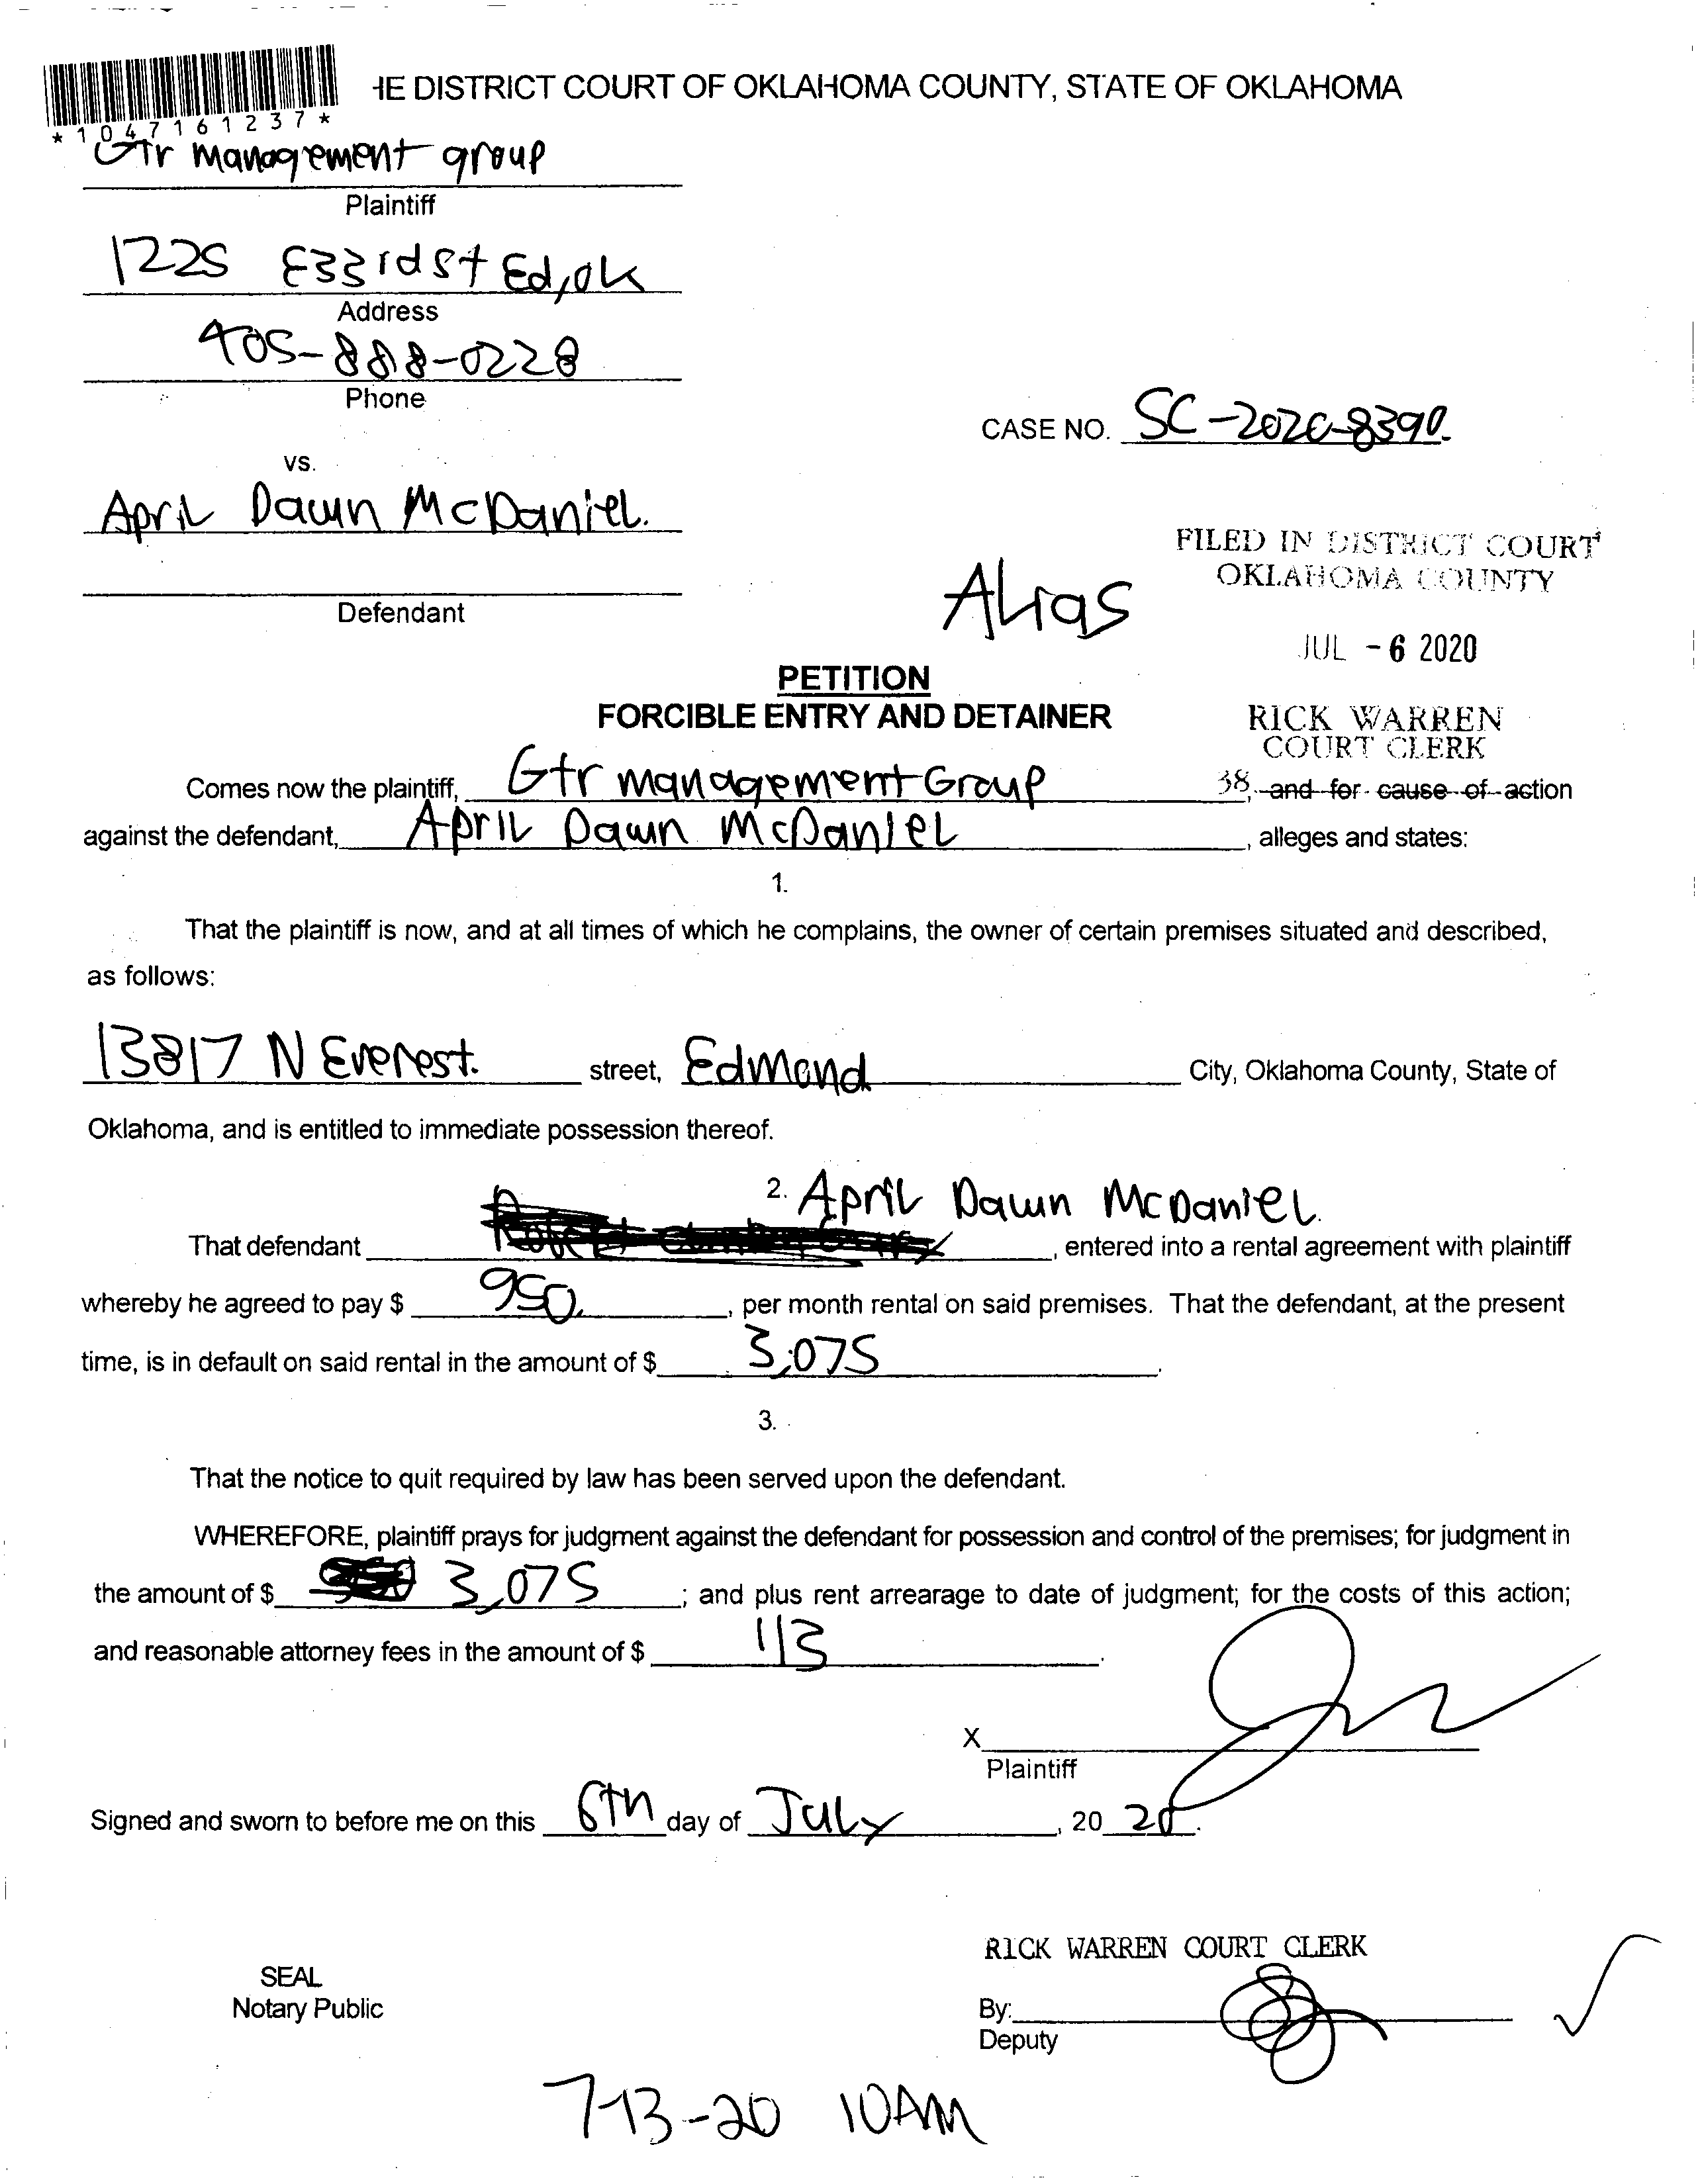 HE DISTRICT COURT OF OKLAHOMA COUNTY, STATE OF OKLAHOMA
*1047161237*
Gtr management group
Plaintiff
1225 E33rd st Ed, ok
Address
405-888-0228
Phone
CASE NO. SC-2020-8390
vs.
April Dawn McDaniel.
FILED IN DISTRICT COURT
OKLAHOMA COUNTY
Defendant
Alias
JUL - 6 2020
PETITION
FORCIBLE ENTRY AND DETAINER
RICK WARREN
COURT CLERK
Comes now the plaintiff, Gtr management Group 38, and for cause of action
against the defendant, April Dawn McDaniel, alleges and states:
1.
That the plaintiff is now, and at all times of which he complains, the owner of certain premises situated and described,
as follows:
13817 N Everest. street, Edmond City, Oklahoma County, State of
Oklahoma, and is entitled to immediate possession thereof.
2. April Dawn McDaniel.
That defendant , entered into a rental agreement with plaintiff
whereby he agreed to pay $ 950, per month rental on said premises. That the defendant, at the present
time, is in default on said rental in the amount of $ 3,075.
3.
That the notice to quit required by law has been served upon the defendant.
WHEREFORE, plaintiff prays for judgment against the defendant for possession and control of the premises; for judgment in
the amount of $ 3,075; and plus rent arrearage to date of judgment; for the costs of this action;
and reasonable attorney fees in the amount of $ 113.
X
Plaintiff
Signed and sworn to before me on this 6th day of July, 20 20.
RICK WARREN COURT CLERK
SEAL
Notary Public
By:
Deputy
7-13-20 10AM